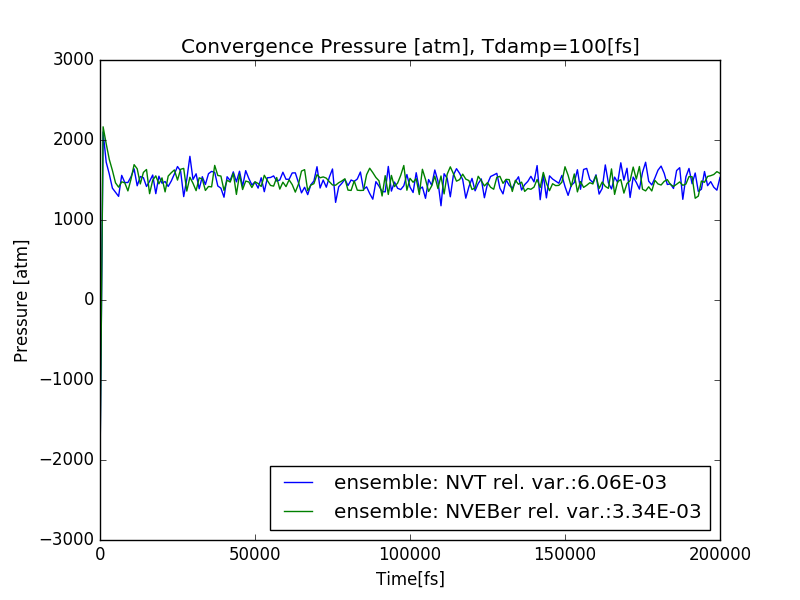 Convergence Pressure [atm], Tdamp=100[fs]
3000
2000
1000
0
−1000
−2000
−3000
Pressure [atm]
ensemble: NVT rel. var.:6.06E-03
ensemble: NVEBer rel. var.:3.34E-03
0 50000 100000 150000 200000
Time[fs]